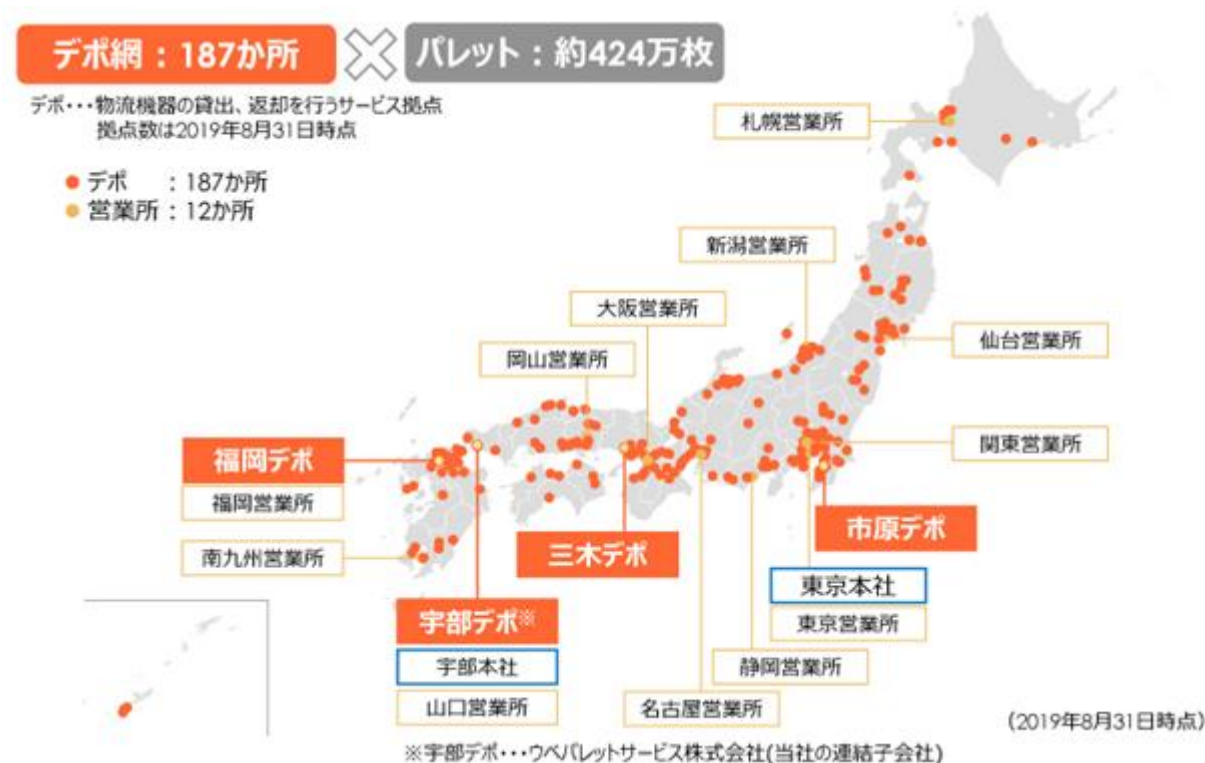 デポ網：187か所
パレット：約424万枚
デポ・・・物流機器の貸出、返却を行うサービス拠点
拠点数は2019年8月31日時点
デポ　：187か所
営業所：12か所
札幌営業所
新潟営業所
大阪営業所
仙台営業所
岡山営業所
関東営業所
福岡デポ
福岡営業所
市原デポ
南九州営業所
三木デポ
東京本社
東京営業所
宇部デポ※
宇部本社
静岡営業所
山口営業所
名古屋営業所
(2019年8月31日時点)
※宇部デポ・・・ウベパレットサービス株式会社(当社の連結子会社)